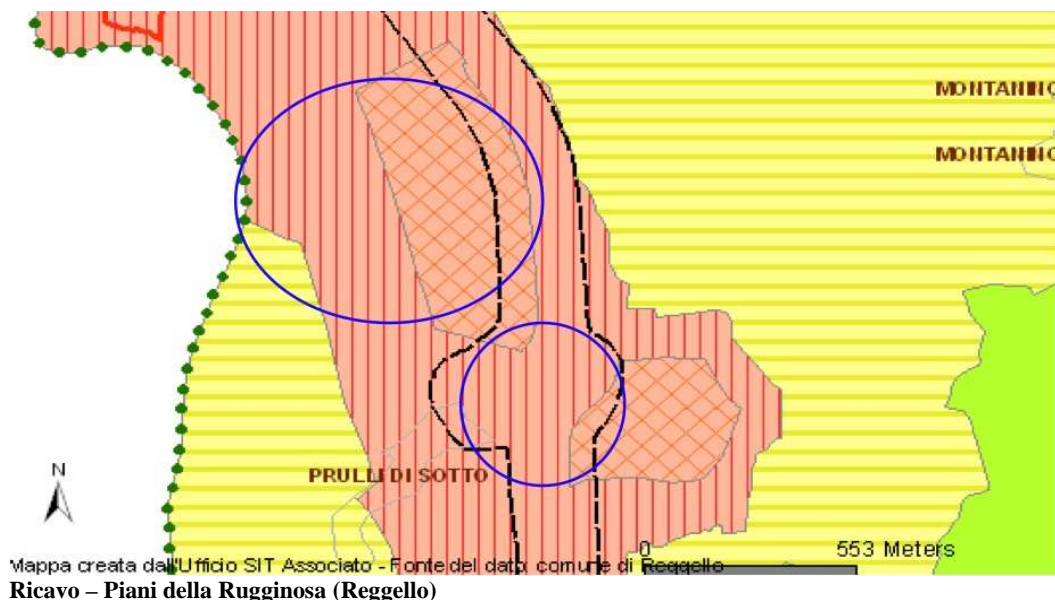 MONTANINO
MONTANINO
N
PRULLI DI SOTTO
0 553 Meters
Mappa creata dall'Ufficio SIT Associato - Fonte del dato comune di Reggello
Ricavo – Piani della Rugginosa (Reggello)